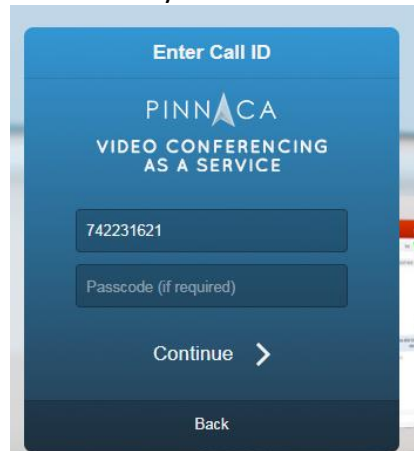 Enter Call ID
PINNACA
VIDEO CONFERENCING
AS A SERVICE
742231621
Passcode (if required)
Continue
Back